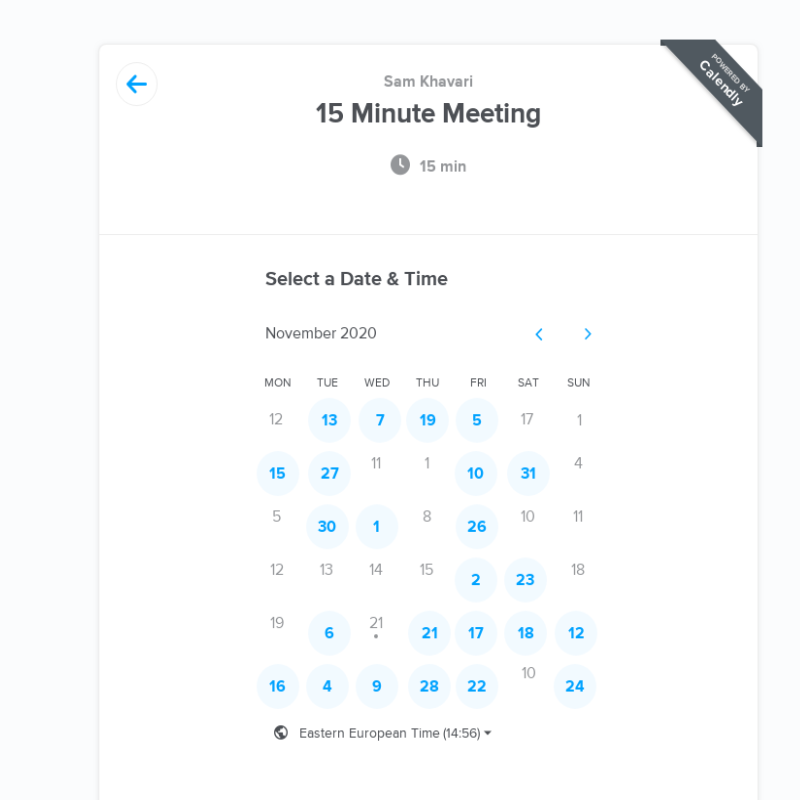 POWERED BY
Calendly
Sam Khavari
15 Minute Meeting
15 min
Select a Date & Time
November 2020
MON TUE WED THU FRI SAT SUN
12 13 7 19 5 17 1
15 27 11 1 10 31 4
5 30 1 8 26 10 11
12 13 14 15 2 23 18
19 6 21 21 17 18 12
16 4 9 28 22 10 24
Eastern European Time (14:56)